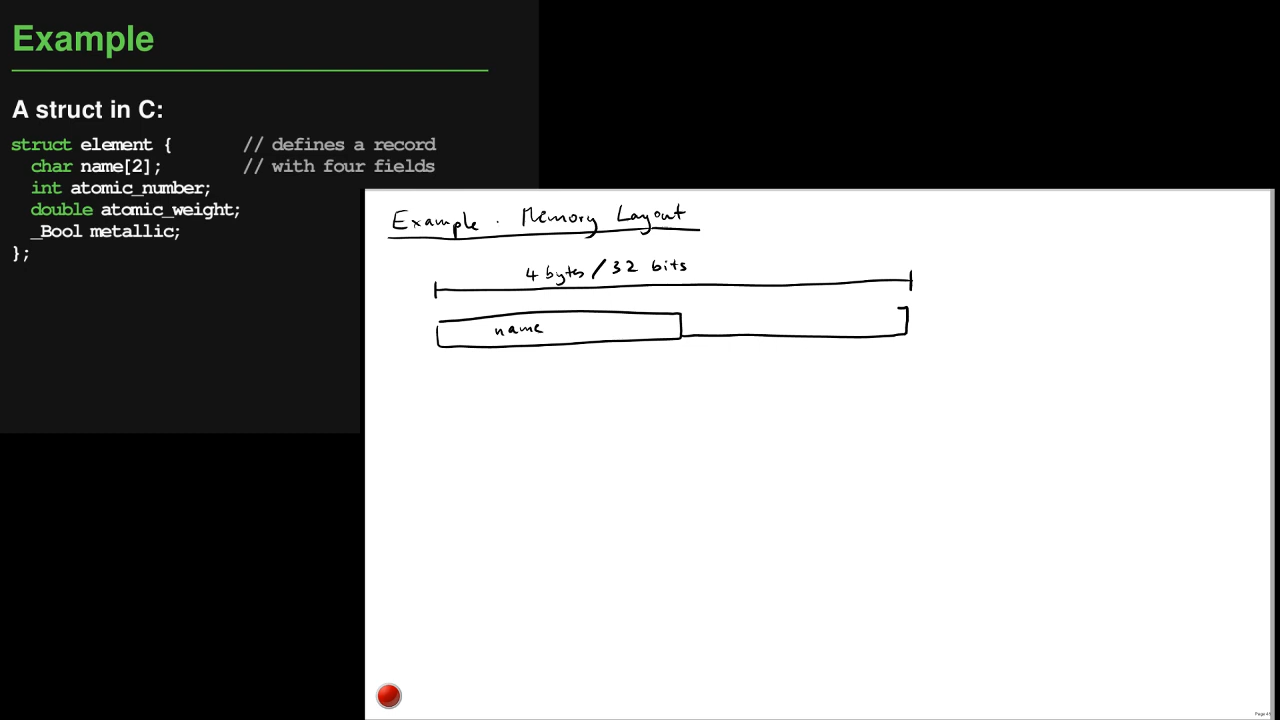 Example
A struct in C:
struct element { // defines a record
char name[2]; // with four fields
int atomic_number;
double atomic_weight;
_Bool metallic;
};
Example. Memory Layout
4 bytes / 32 bits
name